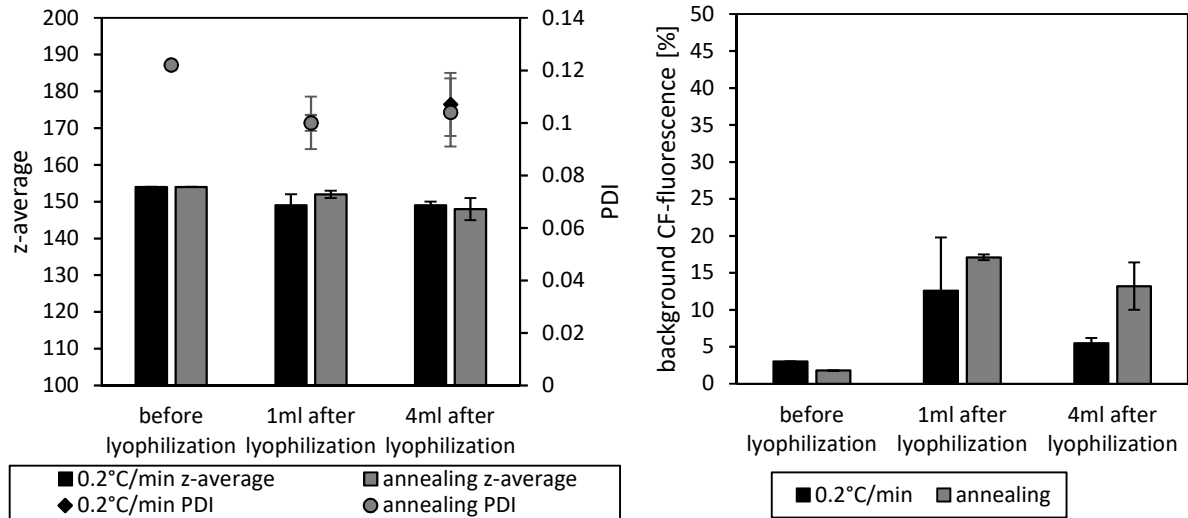 200
190
180
170
160
150
140
130
120
110
100
z-average
0.14
0.12
0.1
0.08
0.06
0.04
0.02
0
PDI
before lyophilization
1ml after lyophilization
4ml after lyophilization
0.2°C/min z-average
annealing z-average
0.2°C/min PDI
annealing PDI
50
45
40
35
30
25
20
15
10
5
0
background CF-fluorescence [%]
before lyophilization
1ml after lyophilization
4ml after lyophilization
0.2°C/min
annealing